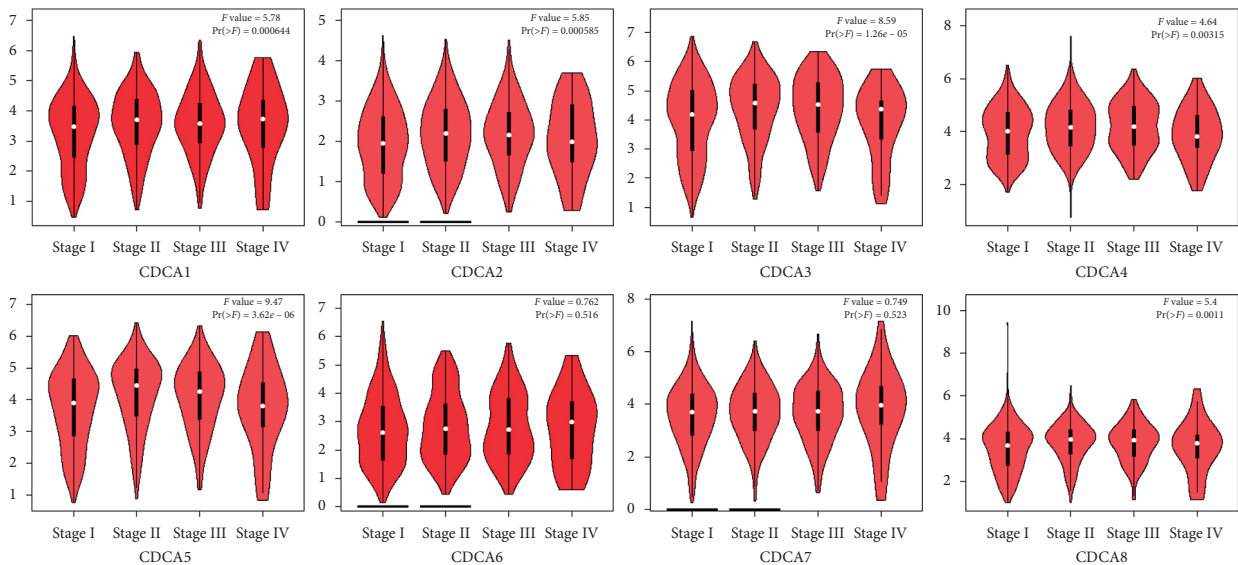 F value = 5.78
Pr(>F) = 0.000644
7
6
5
4
3
2
1
Stage I Stage II Stage III Stage IV
CDCA1
F value = 5.85
Pr(>F) = 0.000585
5
4
3
2
1
0
Stage I Stage II Stage III Stage IV
CDCA2
F value = 8.59
Pr(>F) = 1.26e − 05
7
6
5
4
3
2
1
Stage I Stage II Stage III Stage IV
CDCA3
F value = 4.64
Pr(>F) = 0.00315
8
6
4
2
Stage I Stage II Stage III Stage IV
CDCA4
F value = 9.47
Pr(>F) = 3.62e − 06
7
6
5
4
3
2
1
Stage I Stage II Stage III Stage IV
CDCA5
F value = 0.762
Pr(>F) = 0.516
7
6
5
4
3
2
1
0
Stage I Stage II Stage III Stage IV
CDCA6
F value = 0.749
Pr(>F) = 0.523
8
6
4
2
0
Stage I Stage II Stage III Stage IV
CDCA7
F value = 5.4
Pr(>F) = 0.0011
10
8
6
4
2
Stage I Stage II Stage III Stage IV
CDCA8